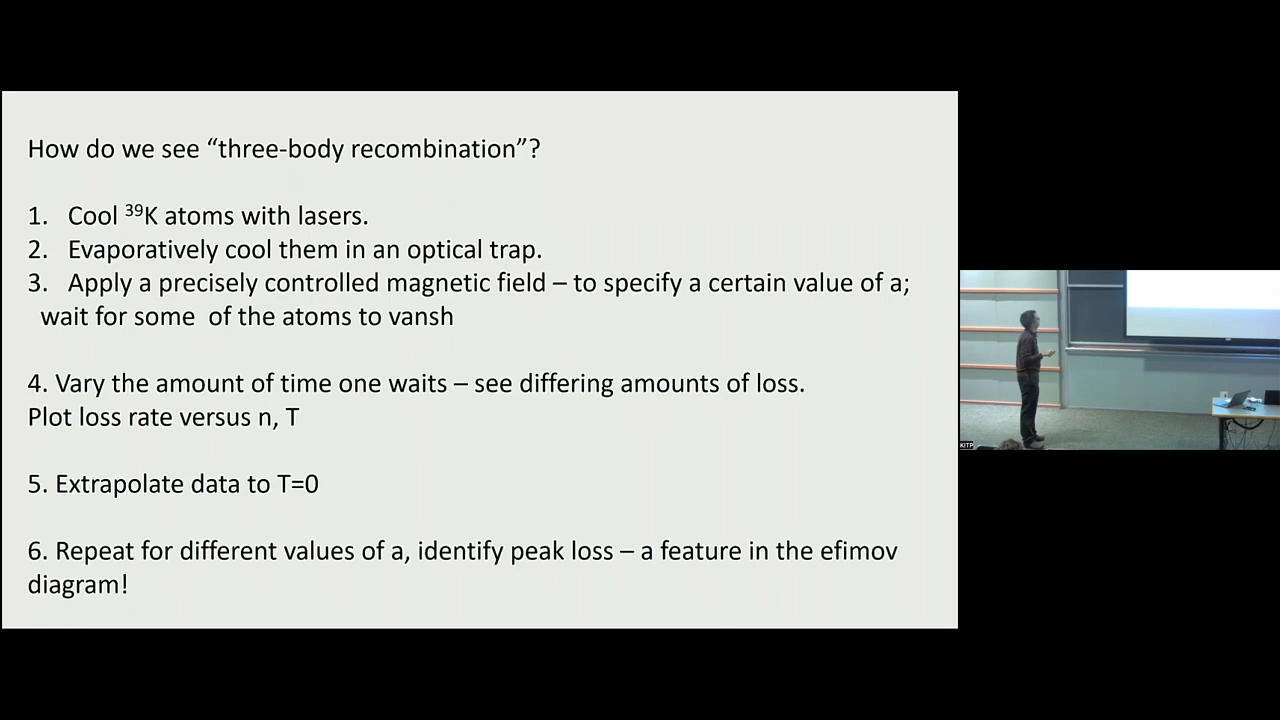 How do we see “three-body recombination”?
1. Cool ³⁹K atoms with lasers.
2. Evaporatively cool them in an optical trap.
3. Apply a precisely controlled magnetic field – to specify a certain value of a;
wait for some of the atoms to vansh
4. Vary the amount of time one waits – see differing amounts of loss.
Plot loss rate versus n, T
5. Extrapolate data to T=0
6. Repeat for different values of a, identify peak loss – a feature in the efimov
diagram!
KITP